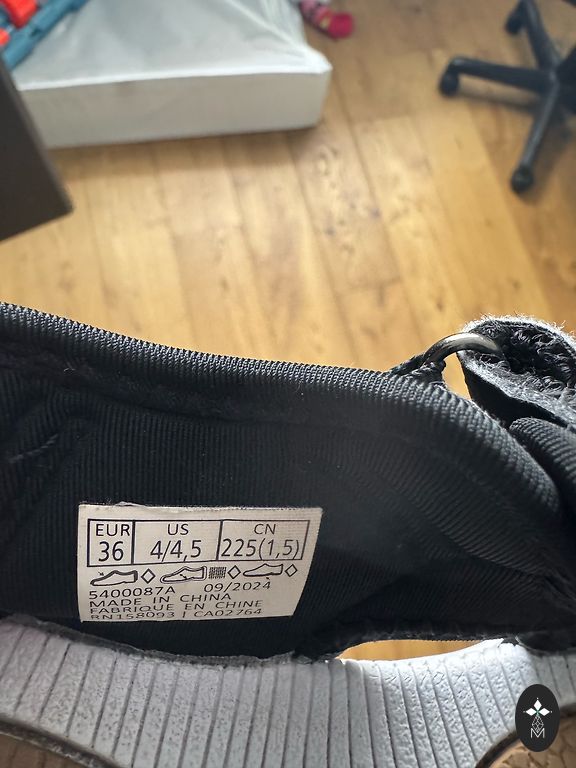 EUR US CN
36 4/4,5 225(1,5)
5400087A 09/2024
MADE IN CHINA
FABRIQUE EN CHINE
RN158093 | CA02764
M